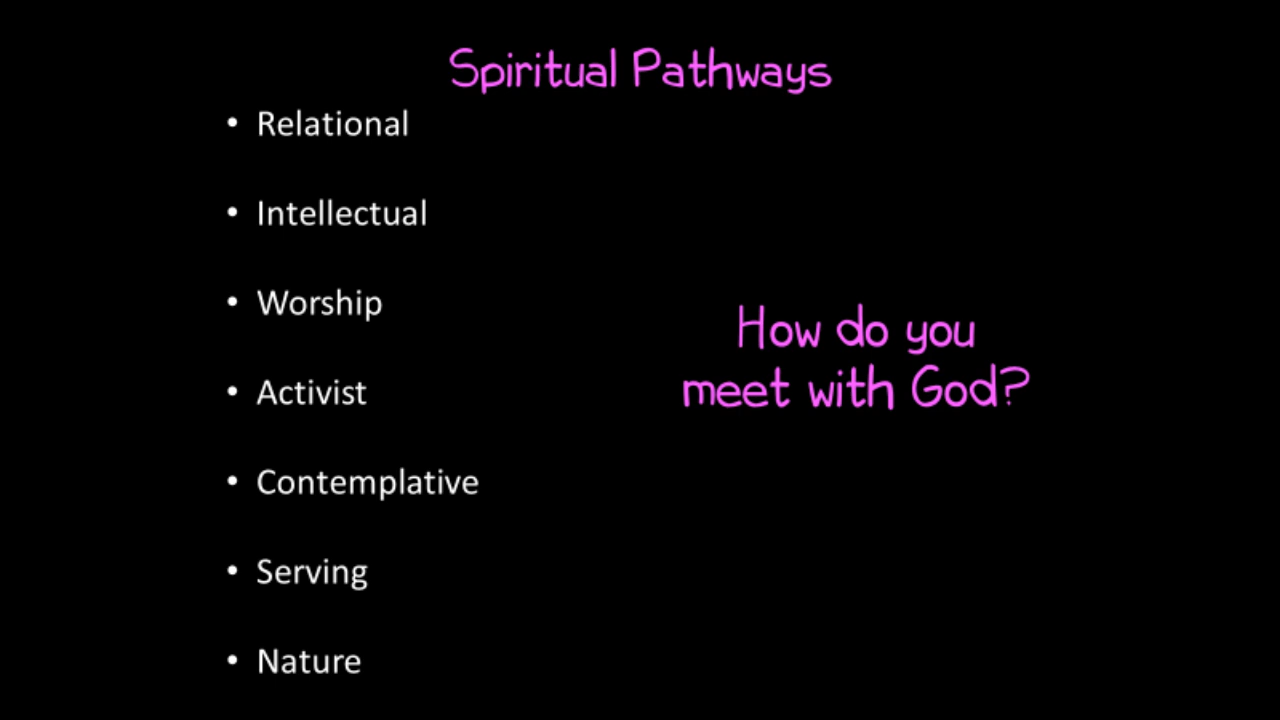 Spiritual Pathways
• Relational
• Intellectual
• Worship
• Activist
• Contemplative
• Serving
• Nature
How do you
meet with God?